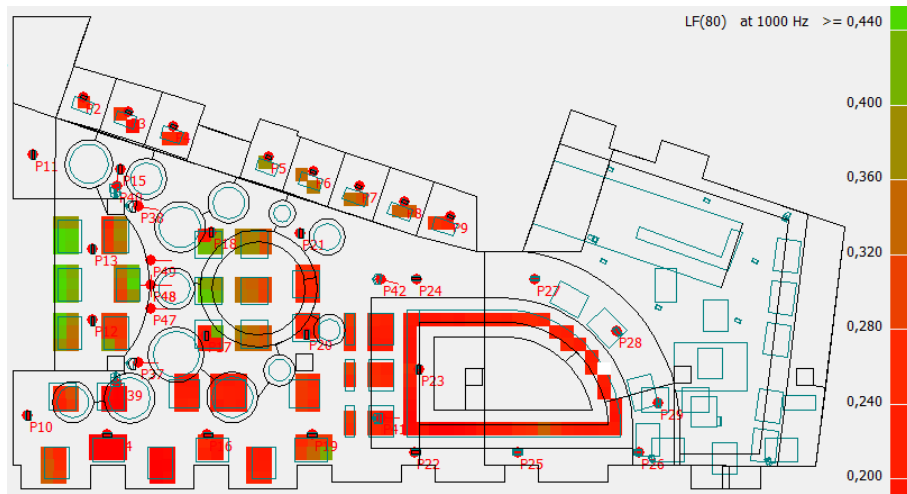 LF(80) at 1000 Hz >= 0,440
0,400
0,360
0,320
0,280
0,240
0,200
P2
P3
P5
P6
P7
P8
P9
P11
P15
P38
P18
P21
P13
P49
P48
P42
P24
P27
P47
P12
P20
P28
P37
P23
P39
P29
P10
P41
P16
P19
P22
P25
P26